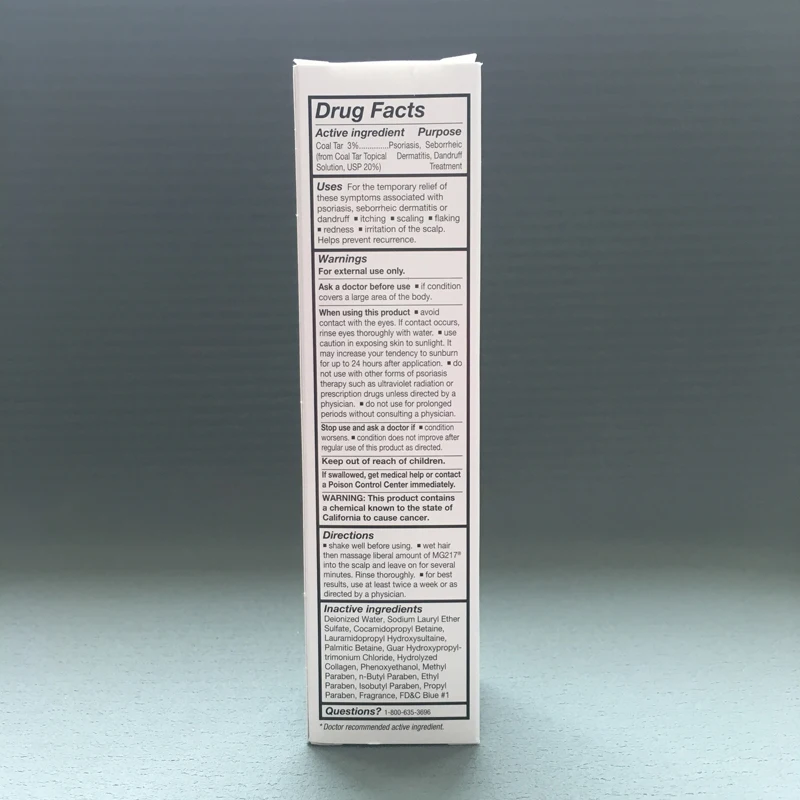 Drug Facts
Active ingredient Purpose
Coal Tar 3%..............Psoriasis, Seborrheic
(from Coal Tar Topical Dermatitis, Dandruff
Solution, USP 20%) Treatment
Uses For the temporary relief of
these symptoms associated with
psoriasis, seborrheic dermatitis or
dandruff ▪ itching ▪ scaling ▪ flaking
▪ redness ▪ irritation of the scalp.
Helps prevent recurrence.
Warnings
For external use only.
Ask a doctor before use ▪ if condition
covers a large area of the body.
When using this product ▪ avoid
contact with the eyes. If contact occurs,
rinse eyes thoroughly with water. ▪ use
caution in exposing skin to sunlight. It
may increase your tendency to sunburn
for up to 24 hours after application. ▪ do
not use with other forms of psoriasis
therapy such as ultraviolet radiation or
prescription drugs unless directed by a
physician. ▪ do not use for prolonged
periods without consulting a physician.
Stop use and ask a doctor if ▪ condition
worsens. ▪ condition does not improve after
regular use of this product as directed.
Keep out of reach of children.
If swallowed, get medical help or contact
a Poison Control Center immediately.
WARNING: This product contains
a chemical known to the state of
California to cause cancer.
Directions
▪ shake well before using. ▪ wet hair
then massage liberal amount of MG217®
into the scalp and leave on for several
minutes. Rinse thoroughly. ▪ for best
results, use at least twice a week or as
directed by a physician.
Inactive ingredients
Deionized Water, Sodium Lauryl Ether
Sulfate, Cocamidopropyl Betaine,
Lauramidopropyl Hydroxysultaine,
Palmitic Betaine, Guar Hydroxypropyl-
trimonium Chloride, Hydrolyzed
Collagen, Phenoxyethanol, Methyl
Paraben, n-Butyl Paraben, Ethyl
Paraben, Isobutyl Paraben, Propyl
Paraben, Fragrance, FD&C Blue #1
Questions? 1-800-635-3696
* Doctor recommended active ingredient.